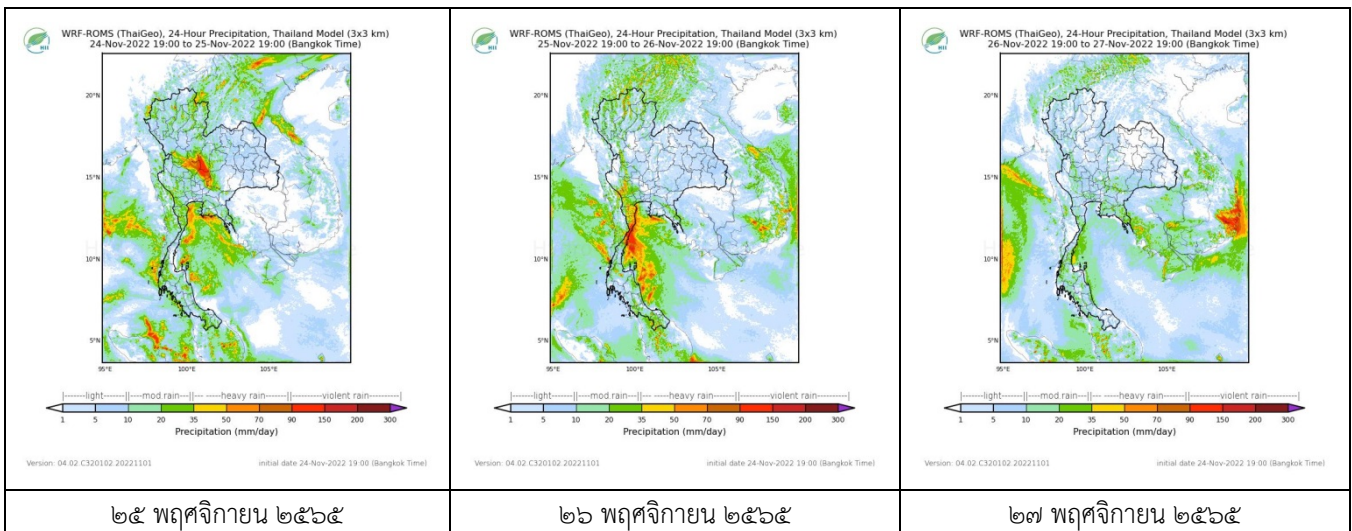 WRF-ROMS (ThaiGeo), 24-Hour Precipitation, Thailand Model (3x3 km)
24-Nov-2022 19:00 to 25-Nov-2022 19:00 (Bangkok Time)
HII
20°N
15°N
10°N
5°N
95°E 100°E 105°E
|------light------||---mod rain---||--- heavy rain------||------violent rain------|
1 5 10 20 35 50 70 90 150 200 300
Precipitation (mm/day)
Version: 04.02.C320102.20221101 initial date 24-Nov-2022 19:00 (Bangkok Time)
๒๕ พฤศจิกายน ๒๕๖๕
WRF-ROMS (ThaiGeo), 24-Hour Precipitation, Thailand Model (3x3 km)
25-Nov-2022 19:00 to 26-Nov-2022 19:00 (Bangkok Time)
HII
20°N
15°N
10°N
5°N
95°E 100°E 105°E
|------light------||---mod rain---||--- heavy rain------||------violent rain------|
1 5 10 20 35 50 70 90 150 200 300
Precipitation (mm/day)
Version: 04.02.C320102.20221101 initial date 24-Nov-2022 19:00 (Bangkok Time)
๒๖ พฤศจิกายน ๒๕๖๕
WRF-ROMS (ThaiGeo), 24-Hour Precipitation, Thailand Model (3x3 km)
26-Nov-2022 19:00 to 27-Nov-2022 19:00 (Bangkok Time)
HII
20°N
15°N
10°N
5°N
95°E 100°E 105°E
|------light------||---mod rain---||--- heavy rain------||------violent rain------|
1 5 10 20 35 50 70 90 150 200 300
Precipitation (mm/day)
Version: 04.02.C320102.20221101 initial date 24-Nov-2022 19:00 (Bangkok Time)
๒๗ พฤศจิกายน ๒๕๖๕